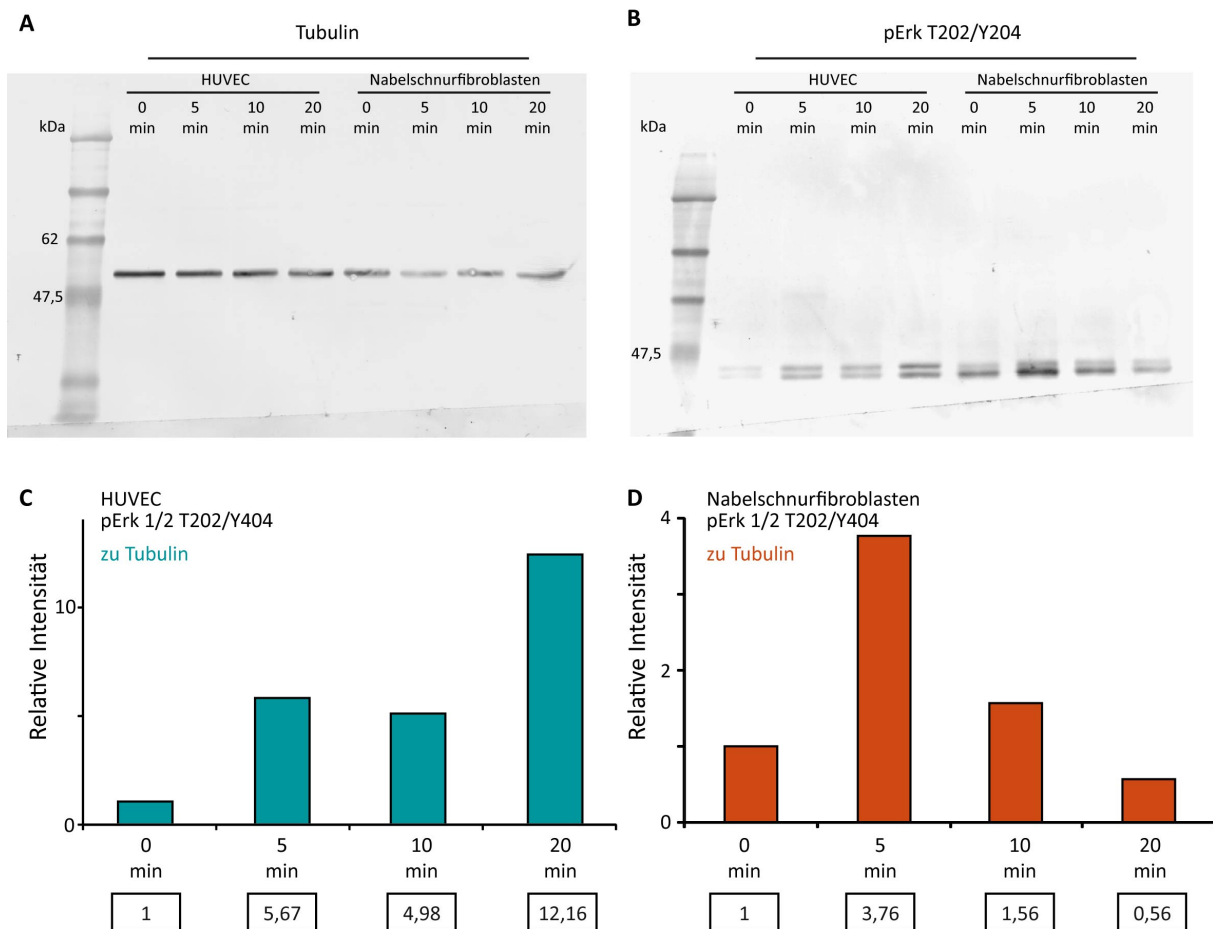 A
Tubulin
HUVEC
Nabelschnurfibroblasten
0 5 10 20 0 5 10 20
kDa min min min min min min min min
62
47,5
B
pErk T202/Y204
HUVEC
Nabelschnurfibroblasten
0 5 10 20 0 5 10 20
kDa min min min min min min min min
47,5
C
HUVEC
pErk 1/2 T202/Y404
zu Tubulin
Relative Intensität
10
0
0 5 10 20
min min min min
1 5,67 4,98 12,16
D
Nabelschnurfibroblasten
pErk 1/2 T202/Y404
zu Tubulin
Relative Intensität
4
2
0
0 5 10 20
min min min min
1 3,76 1,56 0,56